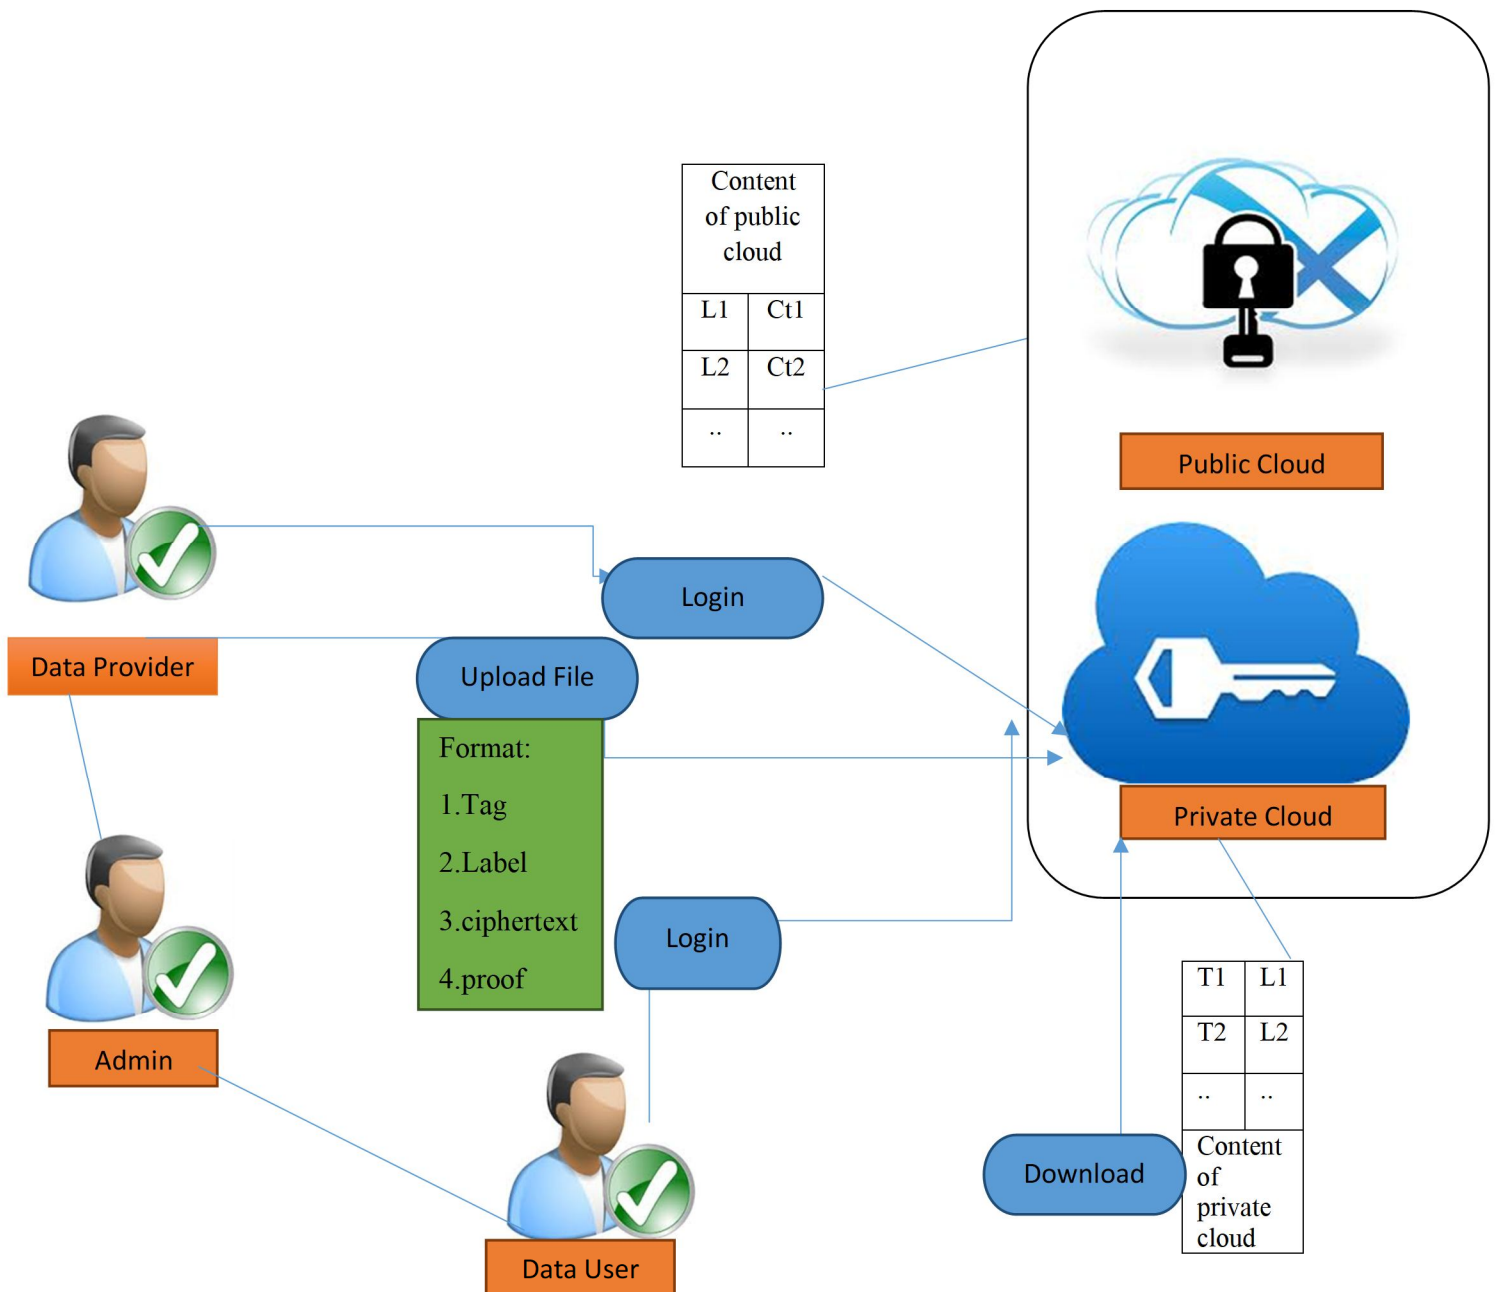 Content
of public
cloud
L1 Ct1
L2 Ct2
.. ..
Public Cloud
Login
Data Provider
Upload File
Format:
1.Tag
2.Label
3.ciphertext
4.proof
Private Cloud
Login
T1 L1
T2 L2
.. ..
Content
of
private
cloud
Admin
Download
Data User